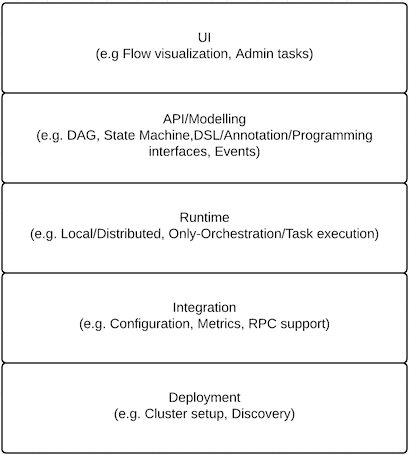 UI
(e.g Flow visualization, Admin tasks)
API/Modelling
(e.g. DAG, State Machine,DSL/Annotation/Programming
interfaces, Events)
Runtime
(e.g. Local/Distributed, Only-Orchestration/Task execution)
Integration
(e.g. Configuration, Metrics, RPC support)
Deployment
(e.g. Cluster setup, Discovery)